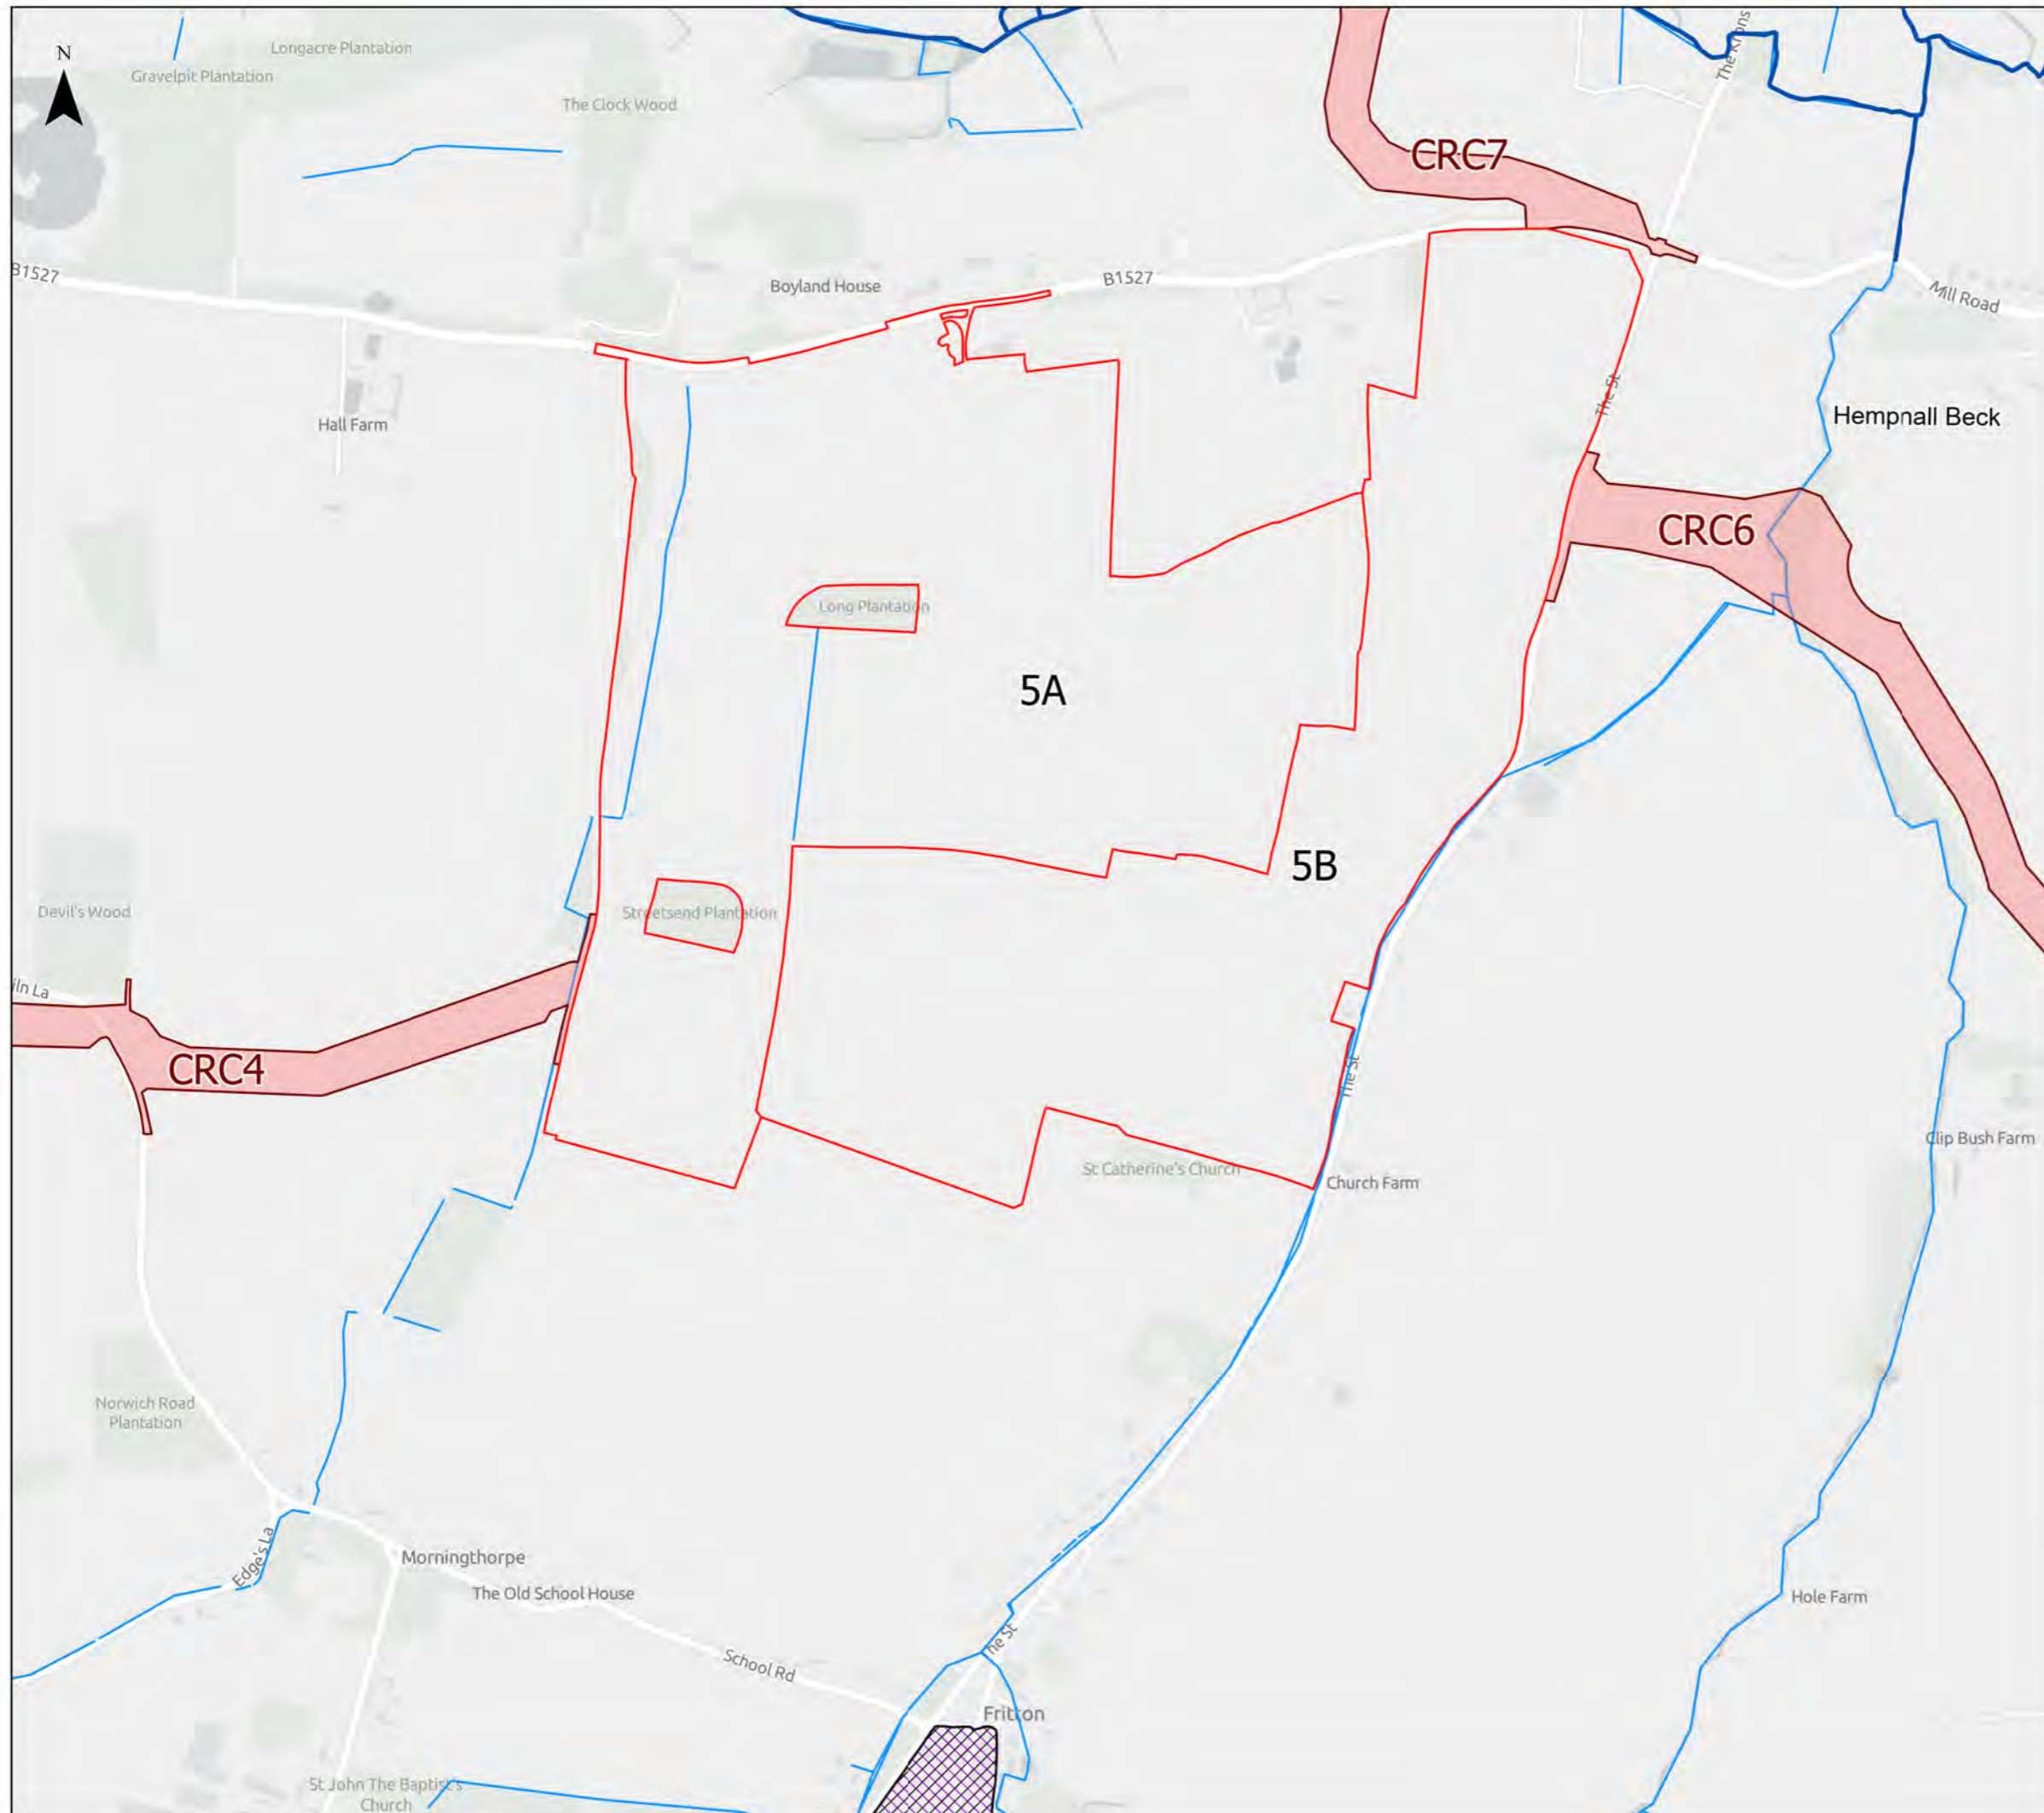 N
Longacre Plantation
Gravelpit Plantation
The Clock Wood
The Krons
CRC7
B1527
Boyland House
B1527
Mill Road
The St
Hempnall Beck
Hall Farm
CRC6
Long Plantation
5A
5B
Devil's Wood
Streetsend Plantation
iln La
CRC4
The St
St Catherine's Church
Church Farm
Clip Bush Farm
Norwich Road
Plantation
Edge's La
Morningthorpe
The Old School House
Hole Farm
The St
School Rd
Fritton
St John The Baptist's
Church